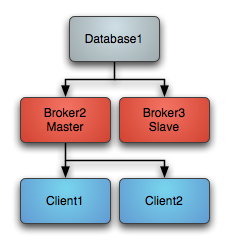 Database1
Broker2
Master
Broker3
Slave
Client1
Client2